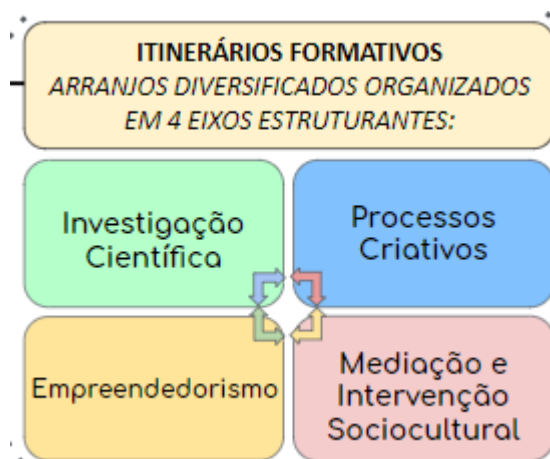 ITINERÁRIOS FORMATIVOS
ARRANJOS DIVERSIFICADOS ORGANIZADOS
EM 4 EIXOS ESTRUTURANTES:
Investigação
Científica
Processos
Criativos
Empreendedorismo
Mediação e
Intervenção
Sociocultural